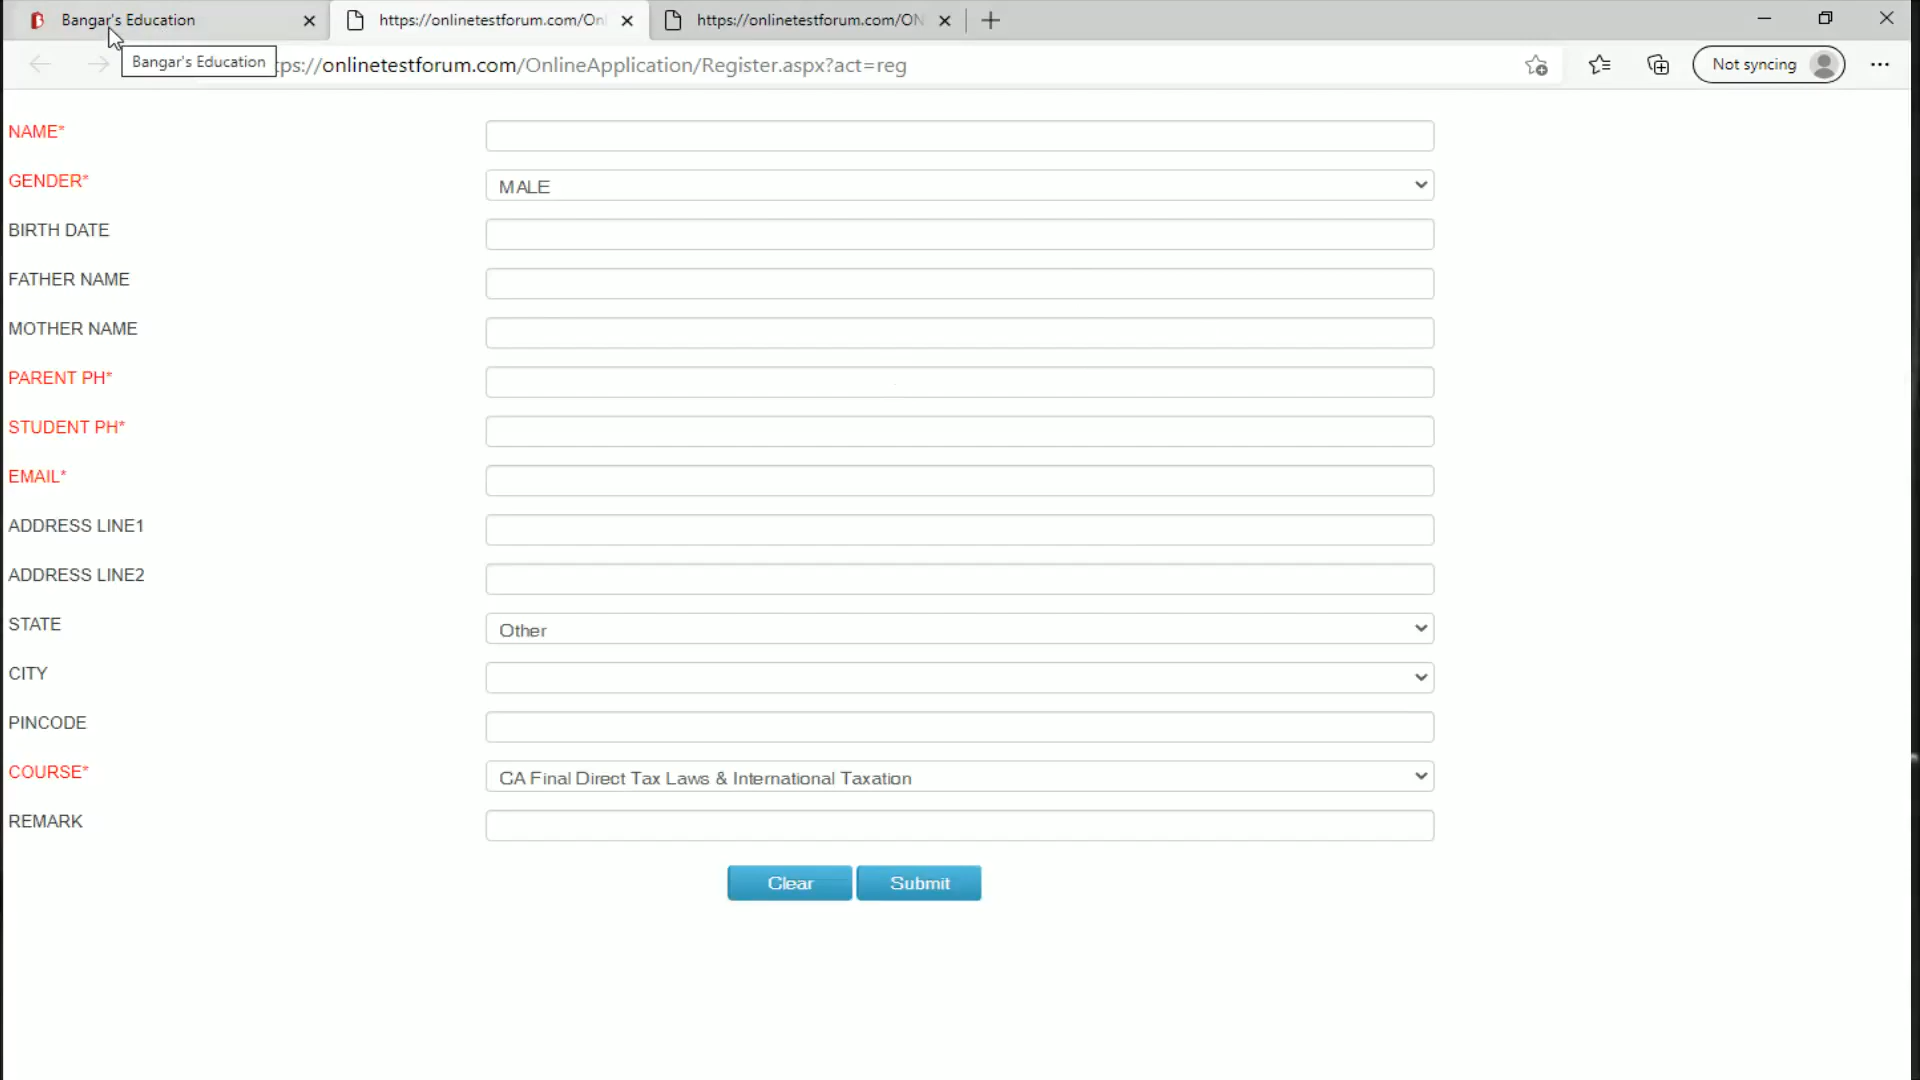 Bangar's Education
https://onlinetestforum.com/Onl
https://onlinetestforum.com/ON
Bangar's Education
ps://onlinetestforum.com/OnlineApplication/Register.aspx?act=reg
Not syncing
NAME*
GENDER*
MALE
BIRTH DATE
FATHER NAME
MOTHER NAME
PARENT PH*
STUDENT PH*
EMAIL*
ADDRESS LINE1
ADDRESS LINE2
STATE
Other
CITY
PINCODE
COURSE*
CA Final Direct Tax Laws & International Taxation
REMARK
Clear
Submit